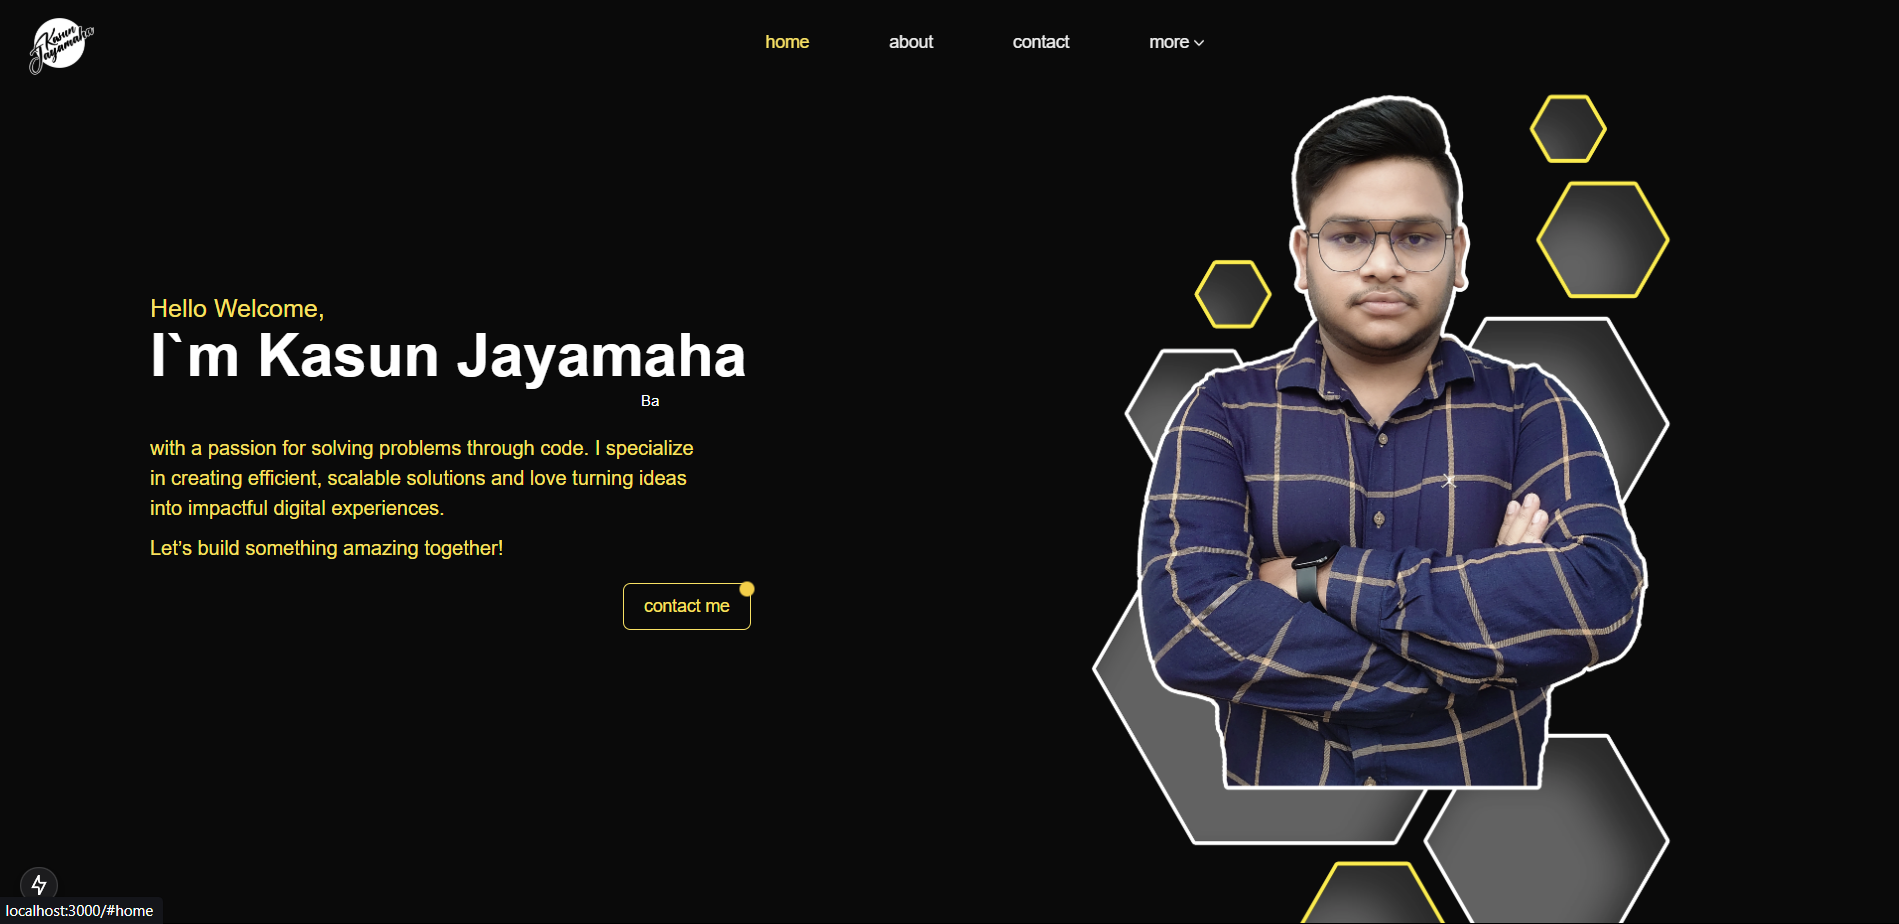 Kasun
Jayamaha
home about contact more
Hello Welcome,
I`m Kasun Jayamaha
Ba
with a passion for solving problems through code. I specialize
in creating efficient, scalable solutions and love turning ideas
into impactful digital experiences.
Let’s build something amazing together!
contact me
localhost:3000/#home